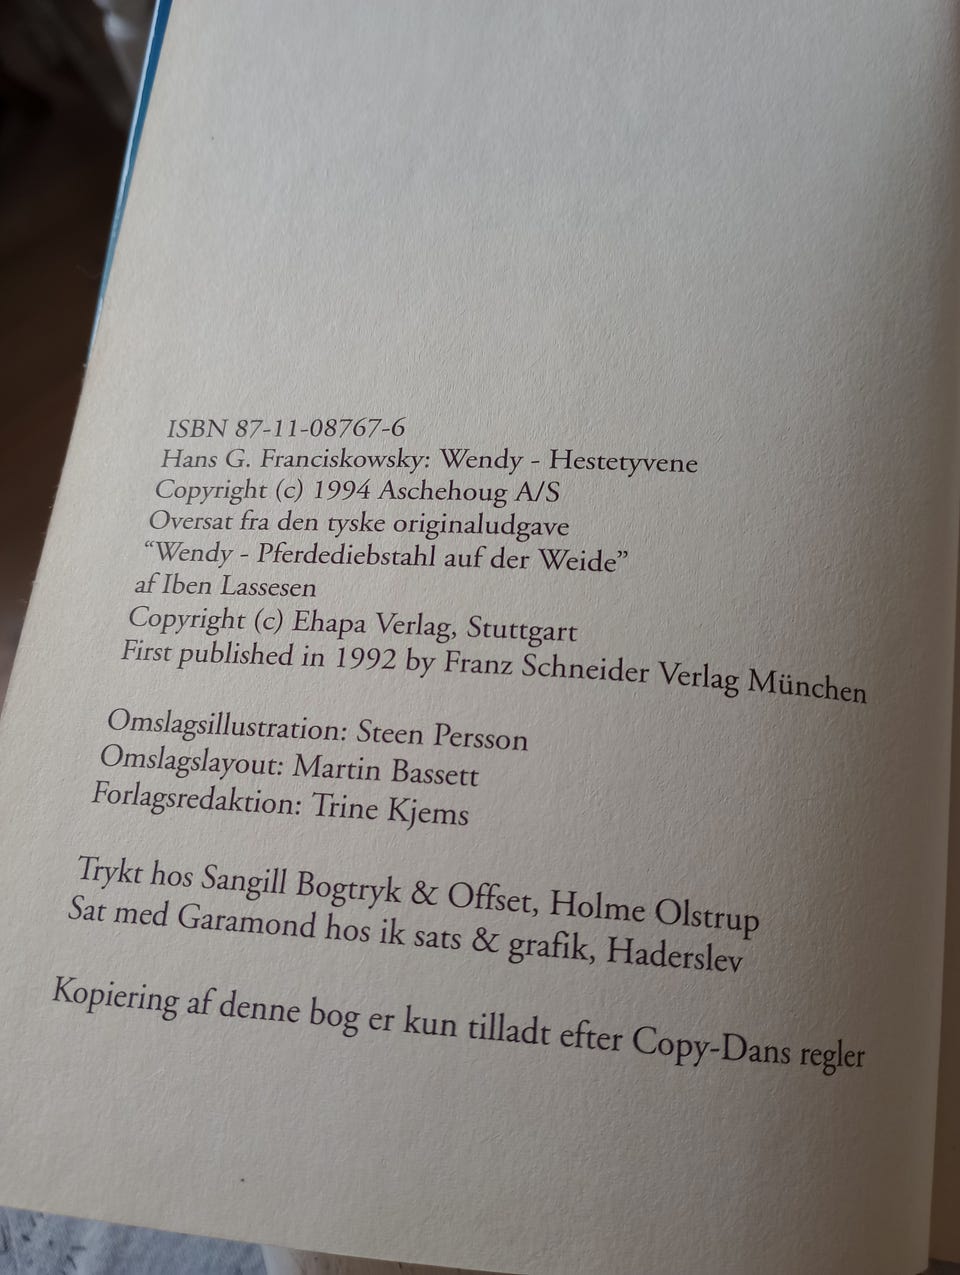 ISBN 87-11-08767-6
Hans G. Franciskowsky: Wendy - Hestetyvene
Copyright (c) 1994 Aschehoug A/S
Oversat fra den tyske originaludgave
“Wendy - Pferdediebstahl auf der Weide”
af Iben Lassesen
Copyright (c) Ehapa Verlag, Stuttgart
First published in 1992 by Franz Schneider Verlag München
Omslagsillustration: Steen Persson
Omslagslayout: Martin Bassett
Forlagsredaktion: Trine Kjems
Trykt hos Sangill Bogtryk & Offset, Holme Olstrup
Sat med Garamond hos ik sats & grafik, Haderslev
Kopiering af denne bog er kun tilladt efter Copy-Dans regler